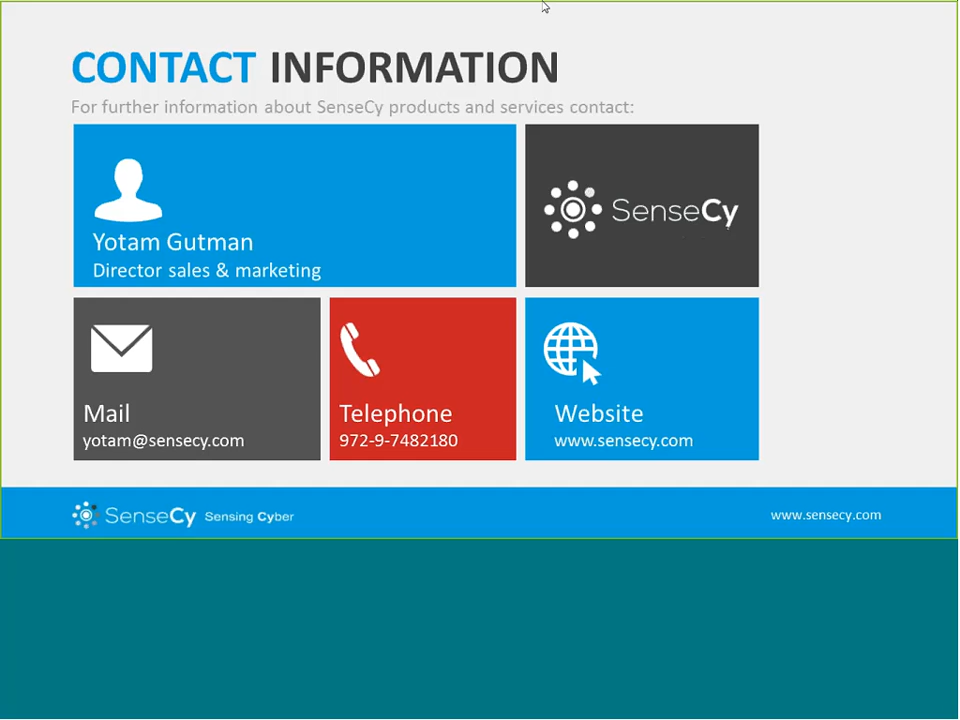 CONTACT INFORMATION
For further information about SenseCy products and services contact:
Yotam Gutman
Director sales & marketing
SenseCy
Mail
yotam@sensecy.com
Telephone
972-9-7482180
Website
www.sensecy.com
SenseCy Sensing Cyber
www.sensecy.com